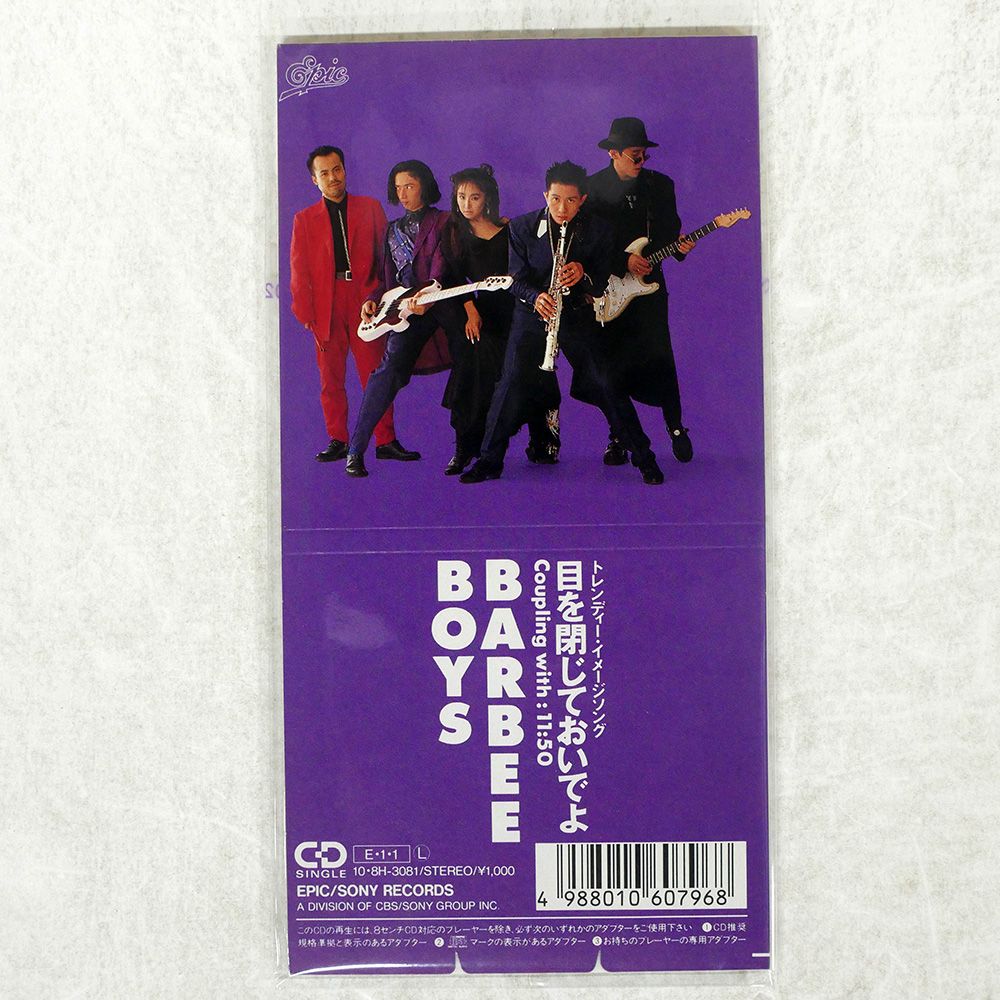 Epic
トレンディー・イメージソング
目を閉じておいでよ
Coupling with : 11:50
BARBEE
BOYS
CD
SINGLE
E・1・1 L
10・8H-3081/STEREO/¥1,000
EPIC/SONY RECORDS
A DIVISION OF CBS/SONY GROUP INC.
4 988010 607968
このCDの再生には、8センチCD対応のプレーヤーを除き、必ず次のいずれかのアダプターをご使用下さい ❶CD推奨
規格準拠と表示のあるアダプター ❷ マークの表示があるアダプター ❸お持ちのプレーヤーの専用アダプター